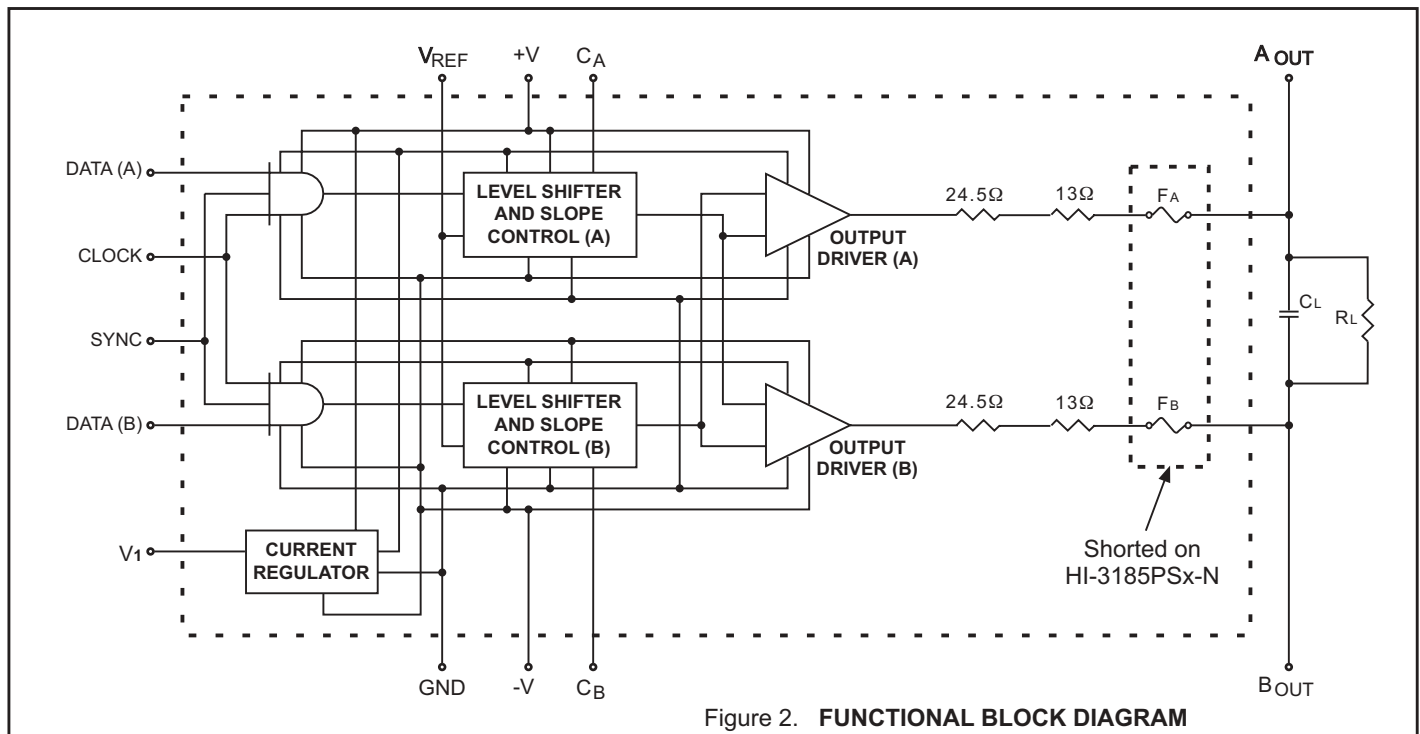 VREF
+V
CA
A OUT
DATA (A)
CLOCK
SYNC
DATA (B)
V1
LEVEL SHIFTER
AND SLOPE
CONTROL (A)
OUTPUT
DRIVER (A)
24.5Ω
13Ω
FA
CL
RL
LEVEL SHIFTER
AND SLOPE
CONTROL (B)
OUTPUT
DRIVER (B)
24.5Ω
13Ω
FB
CURRENT
REGULATOR
Shorted on
HI-3185PSx-N
GND
-V
CB
BOUT
Figure 2. FUNCTIONAL BLOCK DIAGRAM